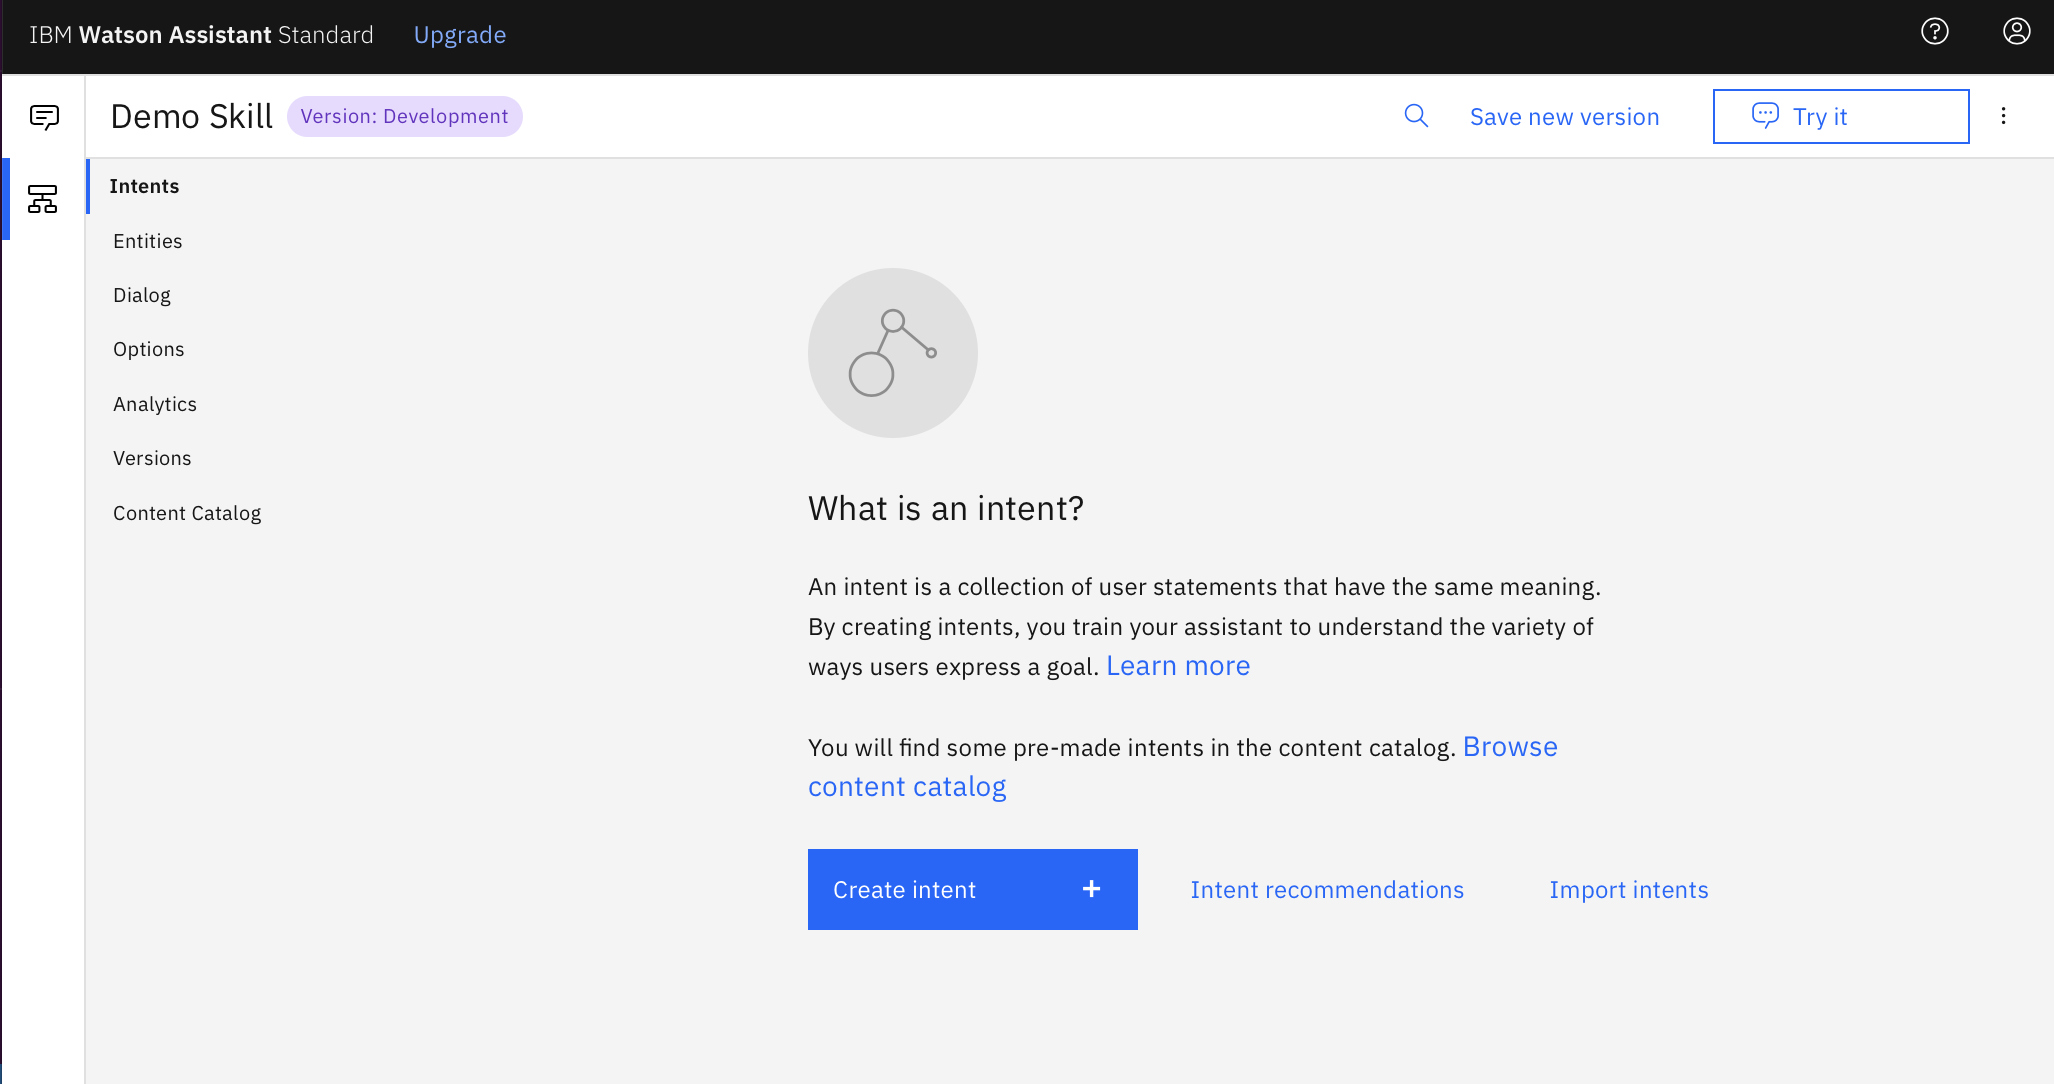 IBM Watson Assistant Standard Upgrade
Demo Skill Version: Development Save new version Try it
Intents
Entities
Dialog
Options
Analytics
Versions
Content Catalog
What is an intent?
An intent is a collection of user statements that have the same meaning.
By creating intents, you train your assistant to understand the variety of
ways users express a goal. Learn more
You will find some pre-made intents in the content catalog. Browse
content catalog
Create intent + Intent recommendations Import intents